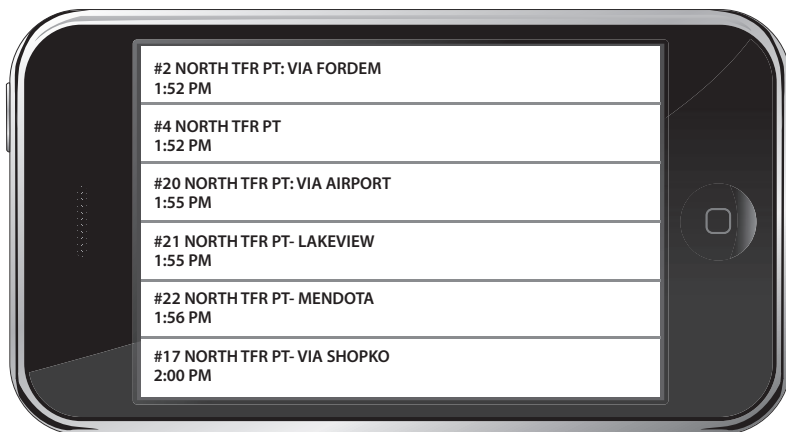 #2 NORTH TFR PT: VIA FORDEM
1:52 PM
#4 NORTH TFR PT
1:52 PM
#20 NORTH TFR PT: VIA AIRPORT
1:55 PM
#21 NORTH TFR PT- LAKEVIEW
1:55 PM
#22 NORTH TFR PT- MENDOTA
1:56 PM
#17 NORTH TFR PT- VIA SHOPKO
2:00 PM